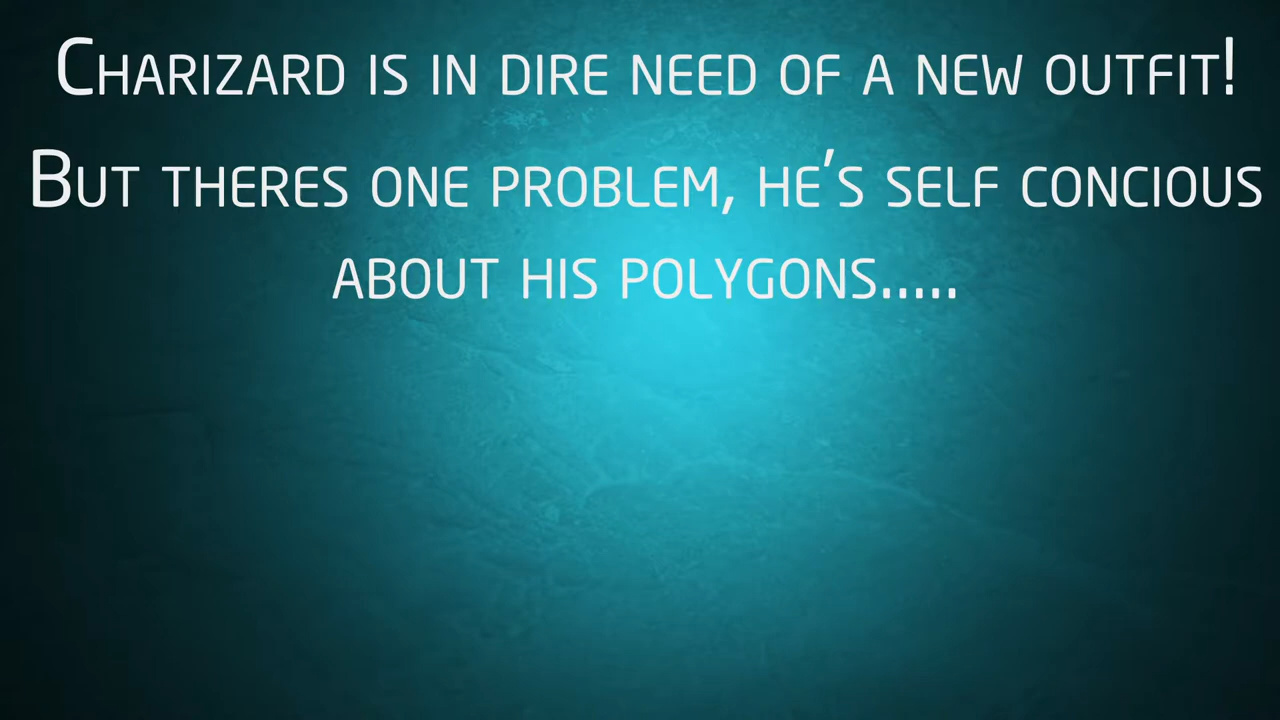 Charizard is in dire need of a new outfit!
But theres one problem, he's self concious
about his polygons.....